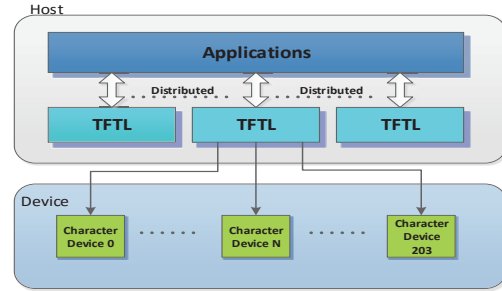 Host
Applications
Distributed Distributed
TFTL TFTL TFTL
Device
Character Device 0
Character Device N
Character Device 203